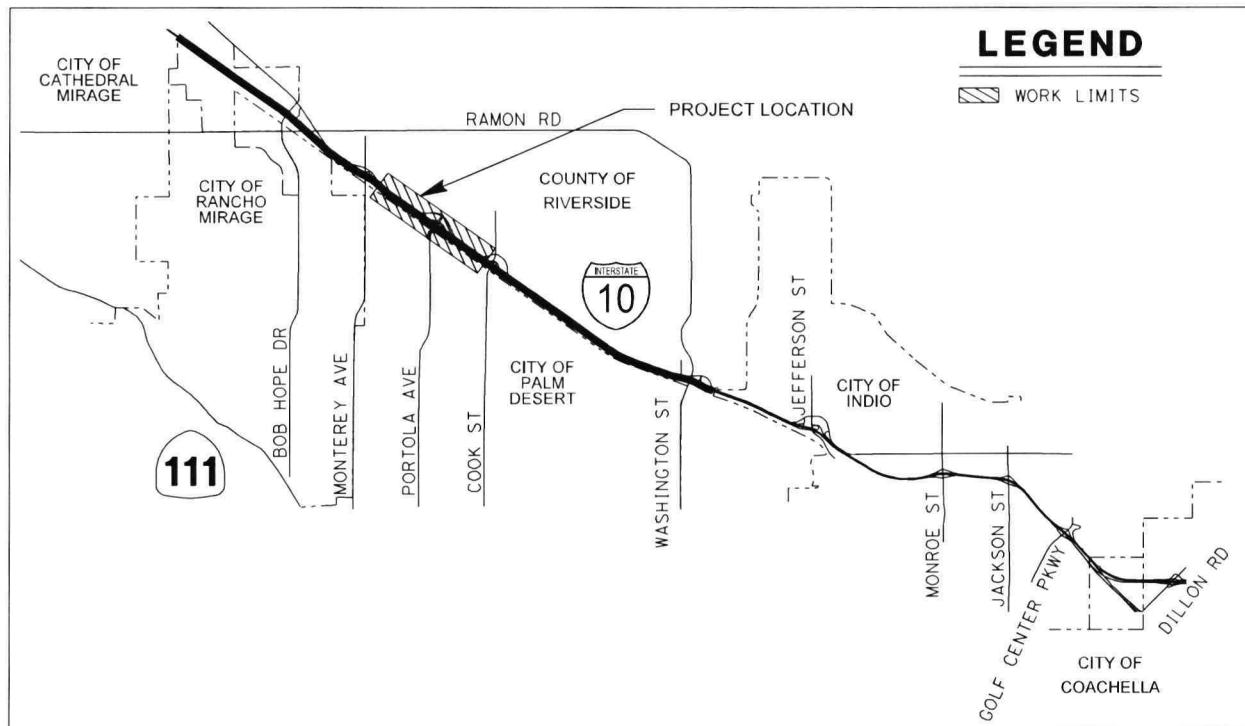 LEGEND
WORK LIMITS
CITY OF
CATHEDRAL
MIRAGE
PROJECT LOCATION
RAMON RD
CITY OF
RANCHO
MIRAGE
COUNTY OF
RIVERSIDE
INTERSTATE
10
111
BOB HOPE DR
MONTEREY AVE
PORTOLA AVE
COOK ST
CITY OF
PALM
DESERT
WASHINGTON ST
JEFFERSON ST
CITY OF
INDIO
MONROE ST
JACKSON ST
GOLF CENTER PKWY
DILLON RD
CITY OF
COACHELLA